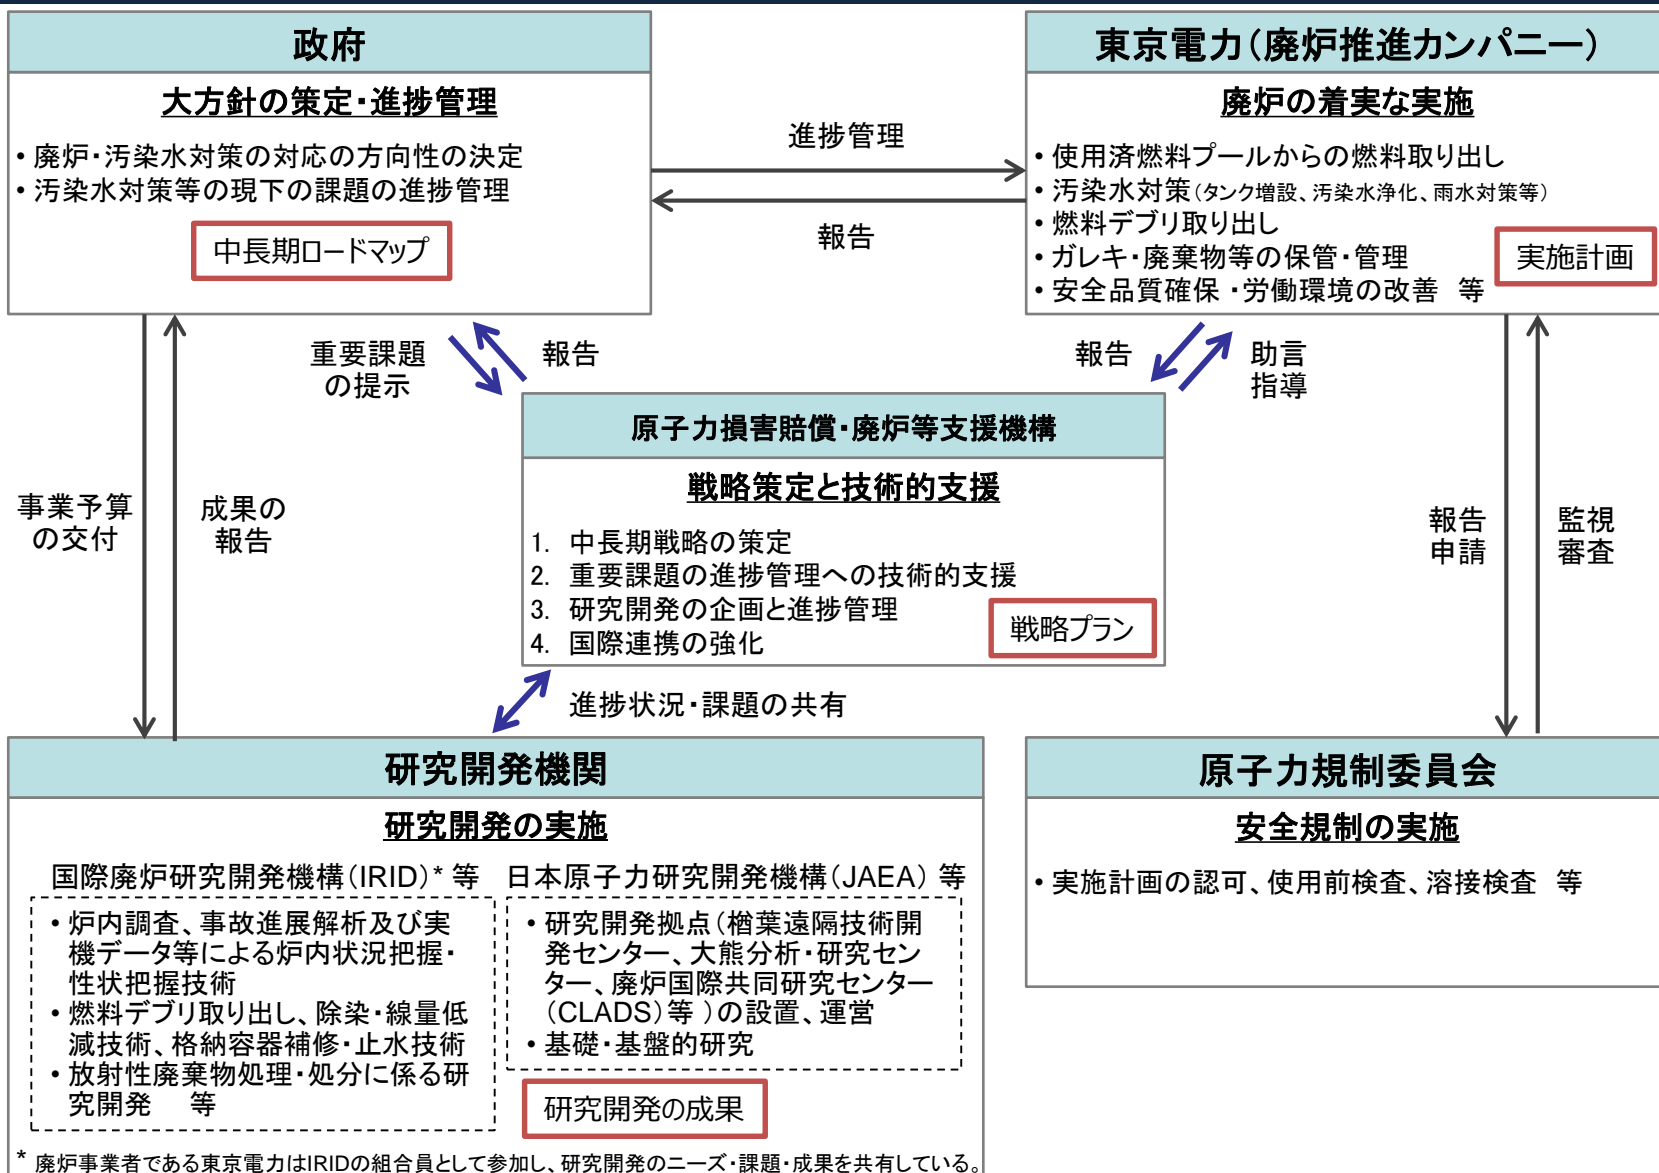 政府
大方針の策定・進捗管理
• 廃炉・汚染水対策の対応の方向性の決定
• 汚染水対策等の現下の課題の進捗管理
中長期ロードマップ
進捗管理
報告
東京電力（廃炉推進カンパニー）
廃炉の着実な実施
• 使用済燃料プールからの燃料取り出し
• 汚染水対策（タンク増設、汚染水浄化、雨水対策等）
• 燃料デブリ取り出し
• ガレキ・廃棄物等の保管・管理
• 安全品質確保 ・労働環境の改善 等
実施計画
重要課題
の提示
報告
報告
助言
指導
原子力損害賠償・廃炉等支援機構
戦略策定と技術的支援
1. 中長期戦略の策定
2. 重要課題の進捗管理への技術的支援
3. 研究開発の企画と進捗管理
4. 国際連携の強化
戦略プラン
事業予算
の交付
成果の
報告
報告
申請
監視
審査
進捗状況・課題の共有
研究開発機関
研究開発の実施
国際廃炉研究開発機構（IRID）* 等
• 炉内調査、事故進展解析及び実
機データ等による炉内状況把握・
性状把握技術
• 燃料デブリ取り出し、除染・線量低
減技術、格納容器補修・止水技術
• 放射性廃棄物処理・処分に係る研
究開発 等
日本原子力研究開発機構（JAEA）等
• 研究開発拠点（楢葉遠隔技術開
発センター、大熊分析・研究セン
ター、廃炉国際共同研究センター
（CLADS）等 ）の設置、運営
• 基礎・基盤的研究
研究開発の成果
* 廃炉事業者である東京電力はIRIDの組合員として参加し、研究開発のニーズ・課題・成果を共有している。
原子力規制委員会
安全規制の実施
• 実施計画の認可、使用前検査、溶接検査 等